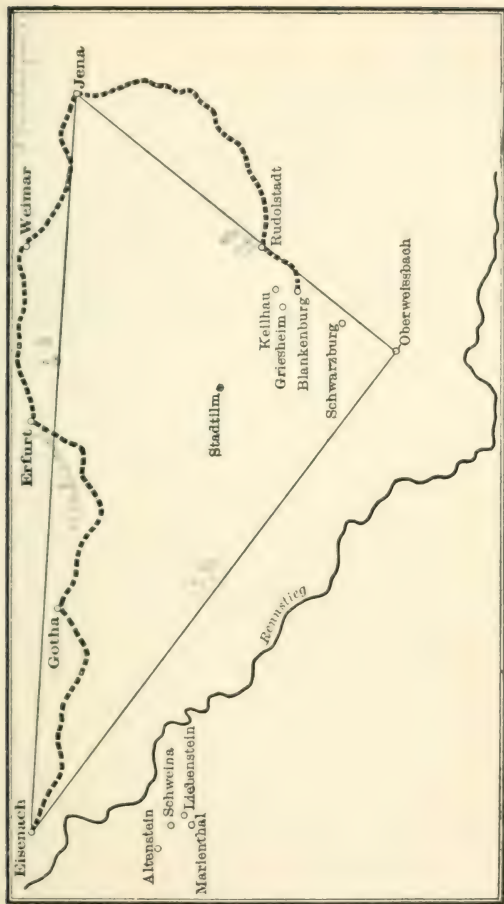 Eisenach
Gotha
Erfurt
Weimar
Jena
Altenstein
Schweina
Liebenstein
Marienthal
Rennstieg
Stadtilm
Keilhau
Griesheim
Blankenburg
Rudolstadt
Schwarzburg
Oberweissbach